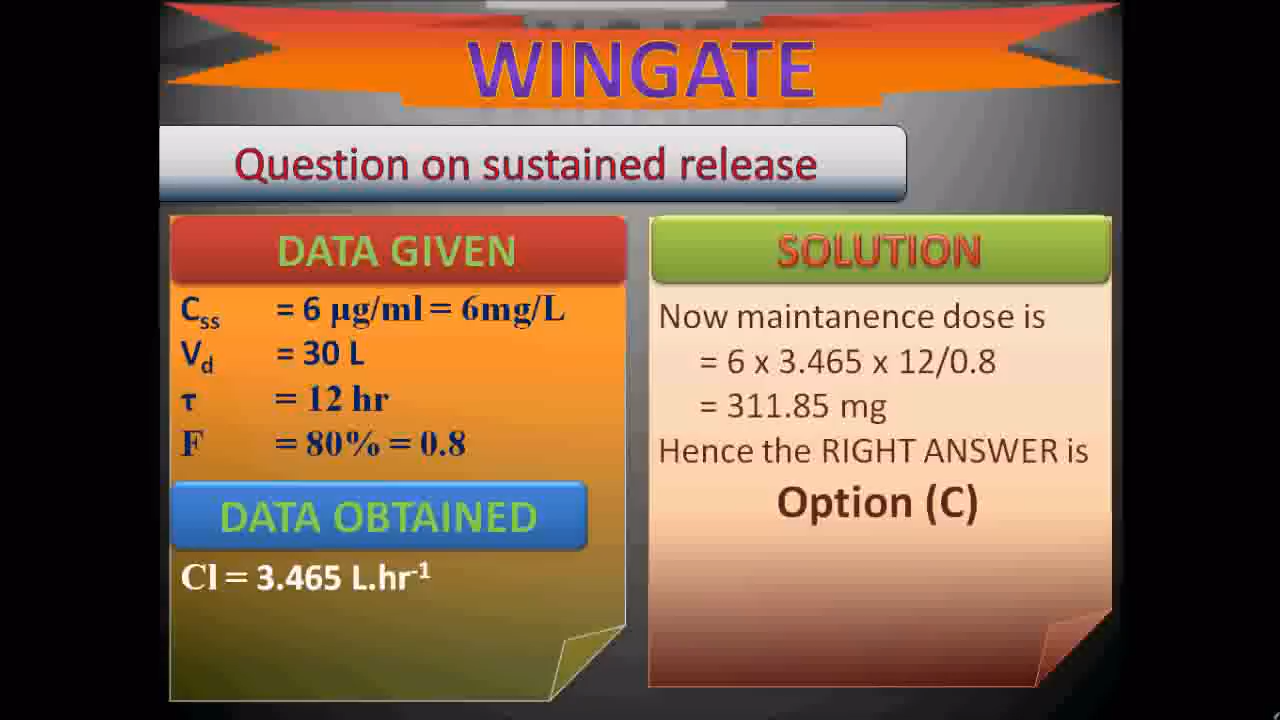 WINGATE
Question on sustained release
DATA GIVEN
Css = 6 μg/ml = 6mg/L
Vd = 30 L
τ = 12 hr
F = 80% = 0.8
DATA OBTAINED
Cl = 3.465 L.hr-1
SOLUTION
Now maintanence dose is
= 6 x 3.465 x 12/0.8
= 311.85 mg
Hence the RIGHT ANSWER is
Option (C)